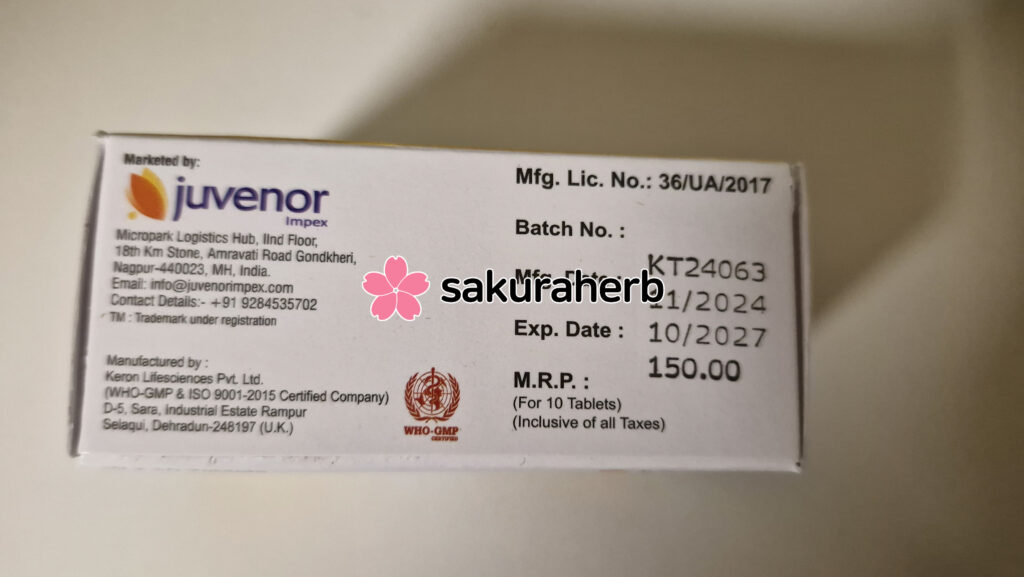 Marketed by:
juvenor
Impex
Micropark Logistics Hub, IInd Floor,
18th Km Stone, Amravati Road Gondkheri,
Nagpur-440023, MH, India.
Email: info@juvenorimpex.com
Contact Details:- +91 9284535702
TM : Trademark under registration
Manufactured by :
Keron Lifesciences Pvt. Ltd.
(WHO-GMP & ISO 9001-2015 Certified Company)
D-5, Sara, Industrial Estate Rampur
Selaqui, Dehradun-248197 (U.K.)
WHO-GMP
CERTIFIED
sakuraherb
Mfg. Lic. No.: 36/UA/2017
Batch No. :
KT24063
Mfg. Date :
11/2024
Exp. Date : 10/2027
M.R.P. : 150.00
(For 10 Tablets)
(Inclusive of all Taxes)